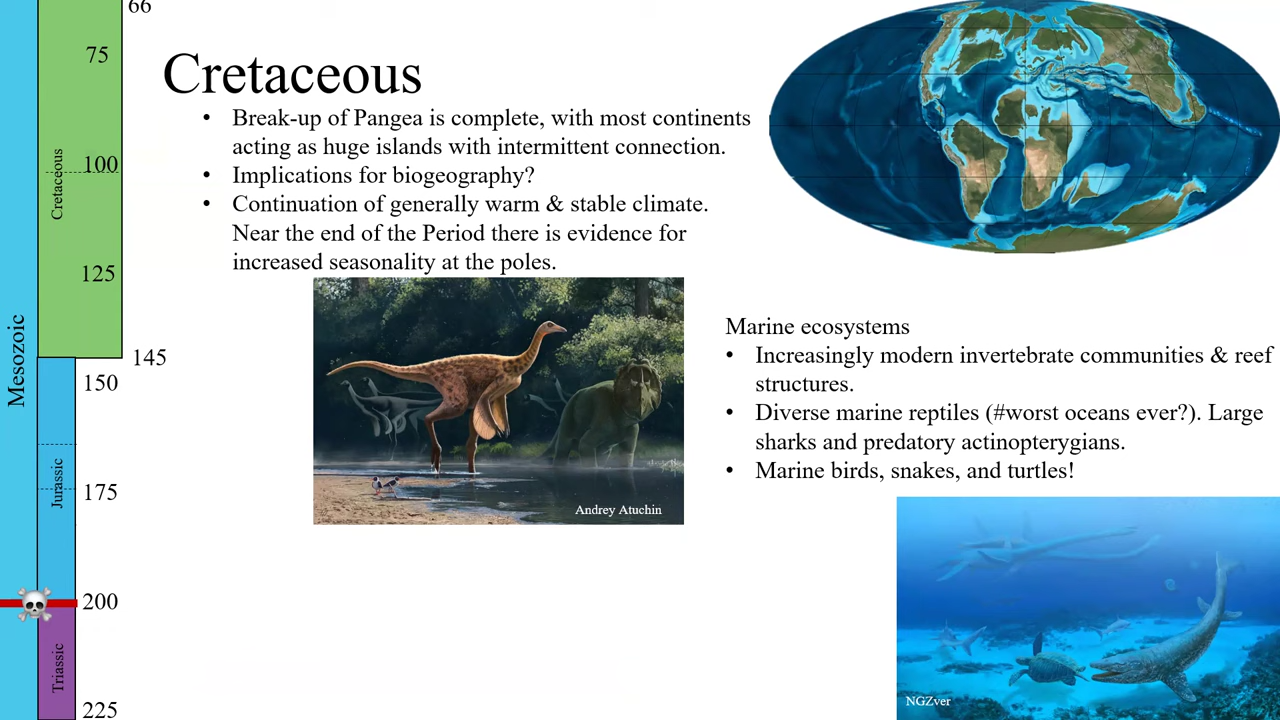 66
75
100
125
145
150
175
200
225
Mesozoic
Cretaceous
Jurassic
Triassic
Cretaceous
• Break-up of Pangea is complete, with most continents
acting as huge islands with intermittent connection.
• Implications for biogeography?
• Continuation of generally warm & stable climate.
Near the end of the Period there is evidence for
increased seasonality at the poles.
Andrey Atuchin
Marine ecosystems
• Increasingly modern invertebrate communities & reef
structures.
• Diverse marine reptiles (#worst oceans ever?). Large
sharks and predatory actinopterygians.
• Marine birds, snakes, and turtles!
NGZver